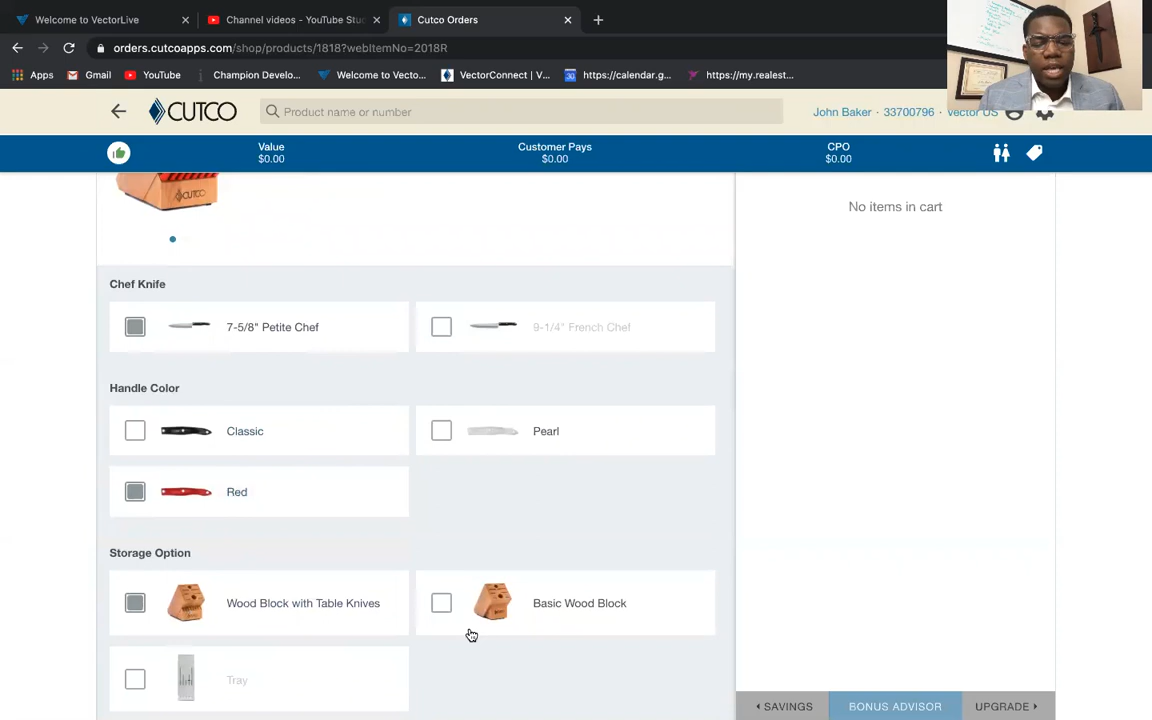 Welcome to VectorLive
Channel videos - YouTube Stu
Cutco Orders
orders.cutcoapps.com/shop/products/1818?webItemNo=2018R
Apps
Gmail
YouTube
Champion Develo...
Welcome to Vecto...
VectorConnect | V...
https://calendar.g...
https://my.realest...
CUTCO
Product name or number
John Baker · 33700796 · Vector US
Value
$0.00
Customer Pays
$0.00
CPO
$0.00
CUTCO
No items in cart
Chef Knife
7-5/8" Petite Chef
9-1/4" French Chef
Handle Color
Classic
Pearl
Red
Storage Option
Wood Block with Table Knives
Basic Wood Block
Tray
SAVINGS
BONUS ADVISOR
UPGRADE